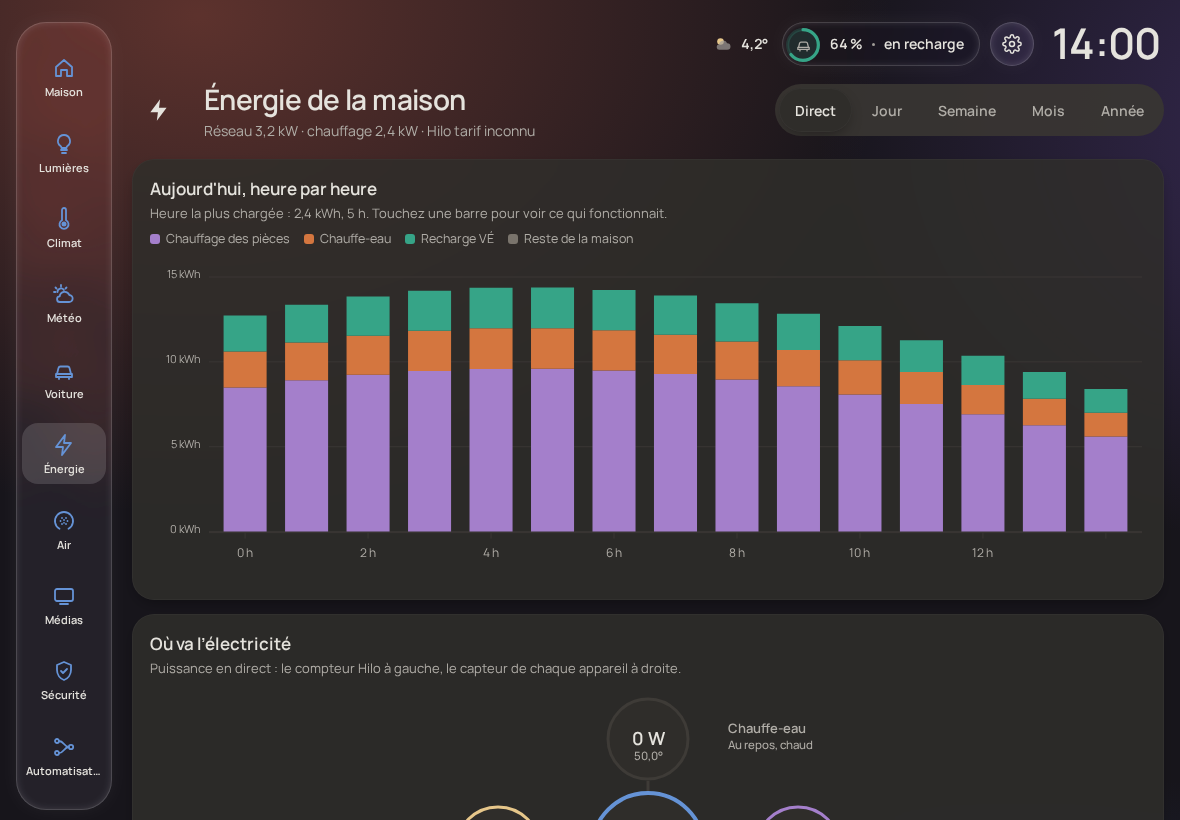 4,2°
64 % · en recharge
14:00
Maison
Lumières
Climat
Météo
Voiture
Énergie
Air
Médias
Sécurité
Automatisat…
Énergie de la maison
Réseau 3,2 kW · chauffage 2,4 kW · Hilo tarif inconnu
Direct Jour Semaine Mois Année
Aujourd'hui, heure par heure
Heure la plus chargée : 2,4 kWh, 5 h. Touchez une barre pour voir ce qui fonctionnait.
Chauffage des pièces Chauffe-eau Recharge VÉ Reste de la maison
15 kWh
10 kWh
5 kWh
0 kWh
0 h 2 h 4 h 6 h 8 h 10 h 12 h
Où va l'électricité
Puissance en direct : le compteur Hilo à gauche, le capteur de chaque appareil à droite.
0 W
50,0°
Chauffe-eau
Au repos, chaud